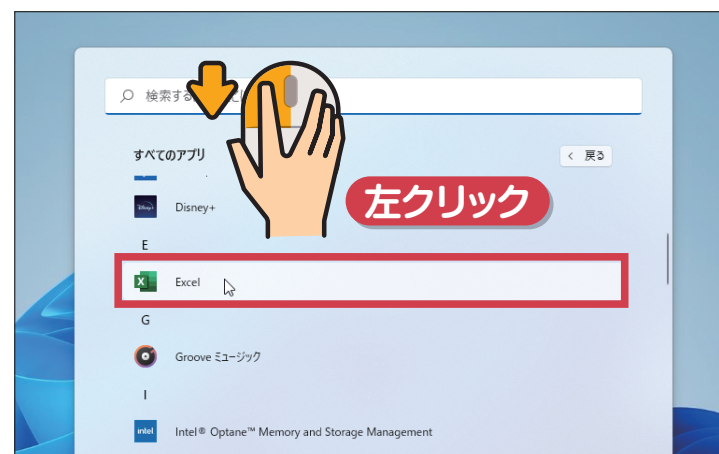 検索する
すべてのアプリ
< 戻る
左クリック
Disney+
Disney+
E
Excel
G
Groove ミュージック
I
intel
Intel® Optane™ Memory and Storage Management